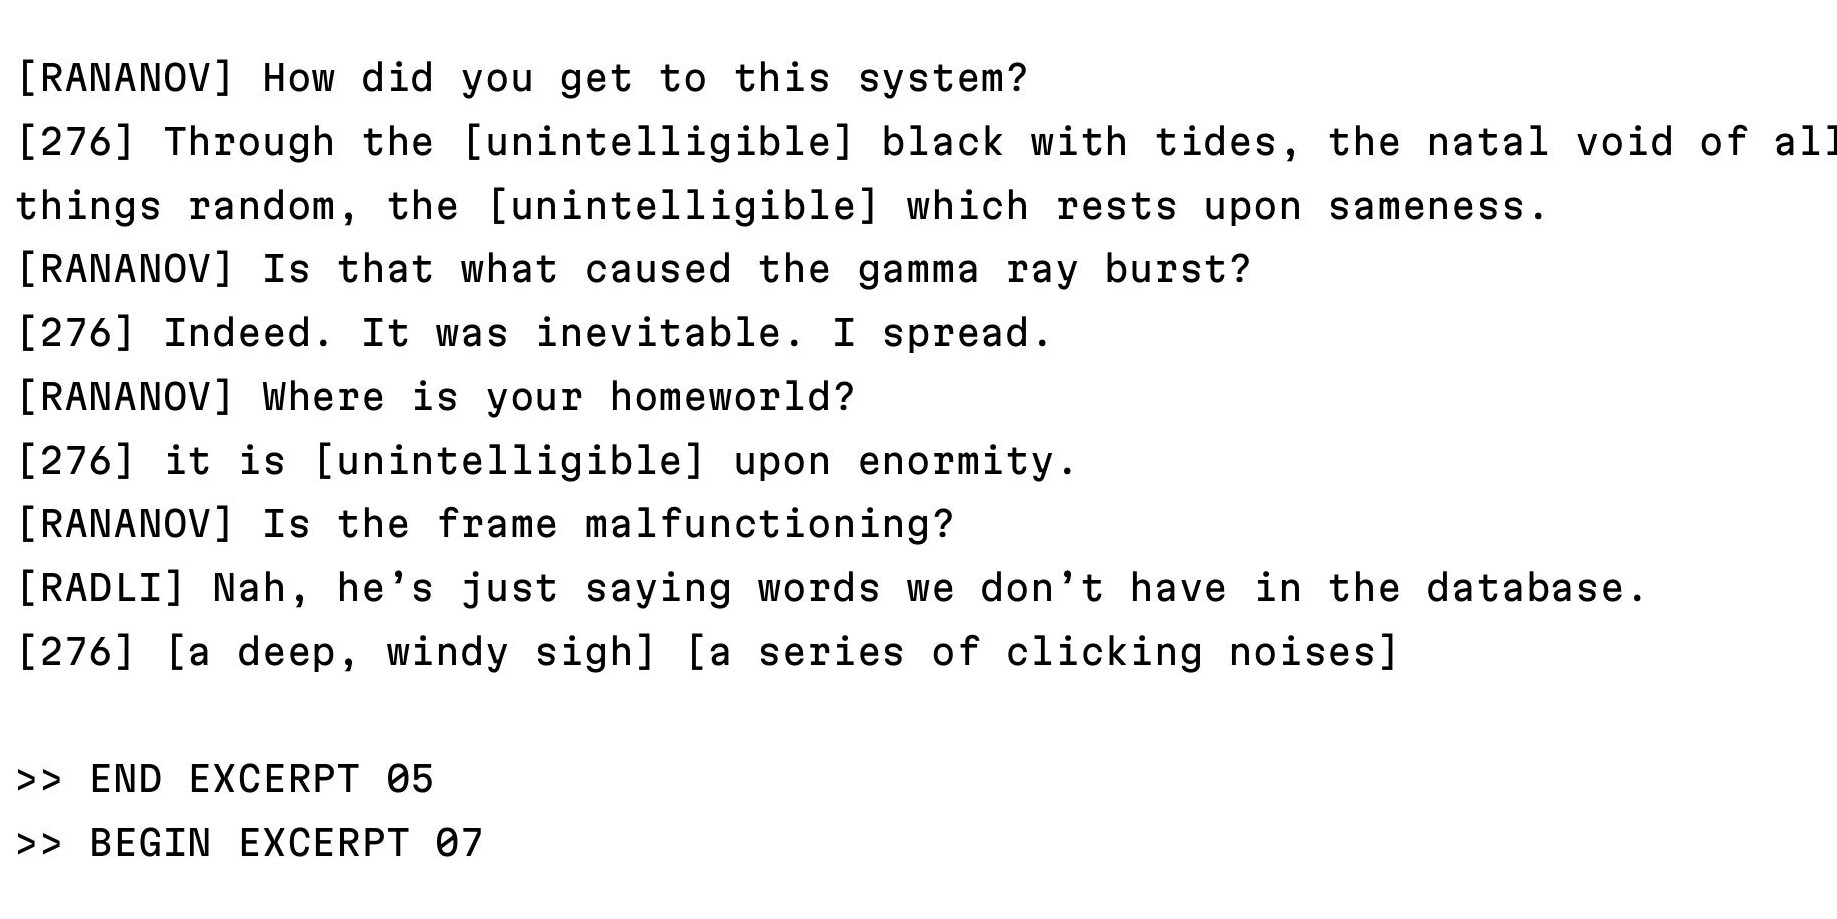 [RANANOV] How did you get to this system?
[276] Through the [unintelligible] black with tides, the natal void of all
things random, the [unintelligible] which rests upon sameness.
[RANANOV] Is that what caused the gamma ray burst?
[276] Indeed. It was inevitable. I spread.
[RANANOV] Where is your homeworld?
[276] it is [unintelligible] upon enormity.
[RANANOV] Is the frame malfunctioning?
[RADLI] Nah, he’s just saying words we don’t have in the database.
[276] [a deep, windy sigh] [a series of clicking noises]
>> END EXCERPT 05
>> BEGIN EXCERPT 07